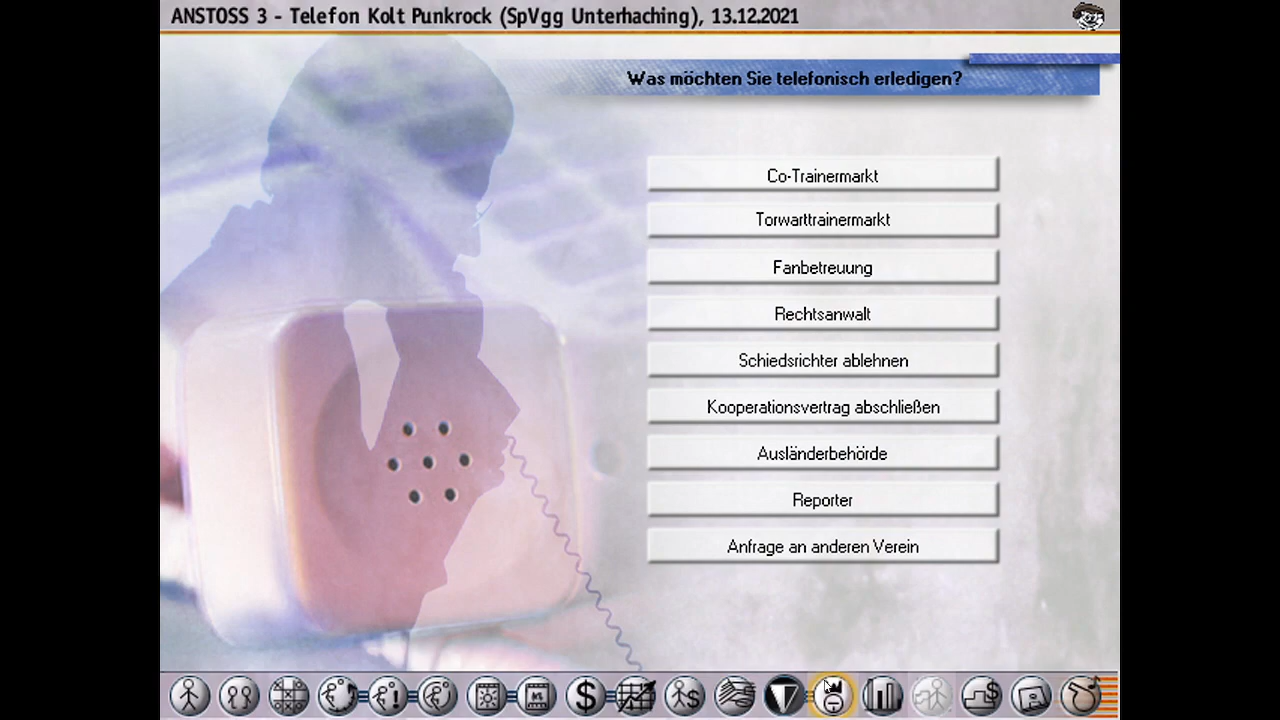 ANSTOSS 3 - Telefon Kolt Punkrock (SpVgg Unterhaching), 13.12.2021
Was möchten Sie telefonisch erledigen?
Co-Trainermarkt
Torwarttrainermarkt
Fanbetreuung
Rechtsanwalt
Schiedsrichter ablehnen
Kooperationsvertrag abschließen
Ausländerbehörde
Reporter
Anfrage an anderen Verein